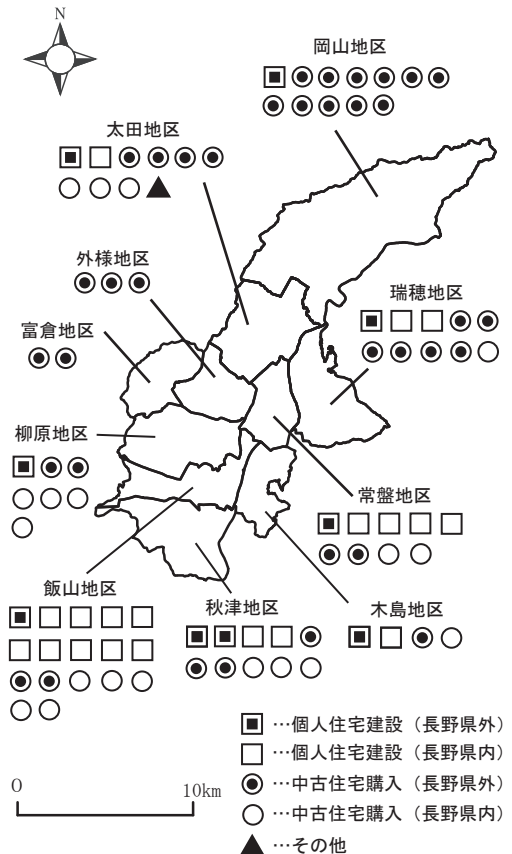 N
岡山地区
太田地区
外様地区
瑞穂地区
富倉地区
柳原地区
常盤地区
飯山地区
秋津地区
木島地区
…個人住宅建設（長野県外）
…個人住宅建設（長野県内）
…中古住宅購入（長野県外）
…中古住宅購入（長野県内）
…その他
0 10km